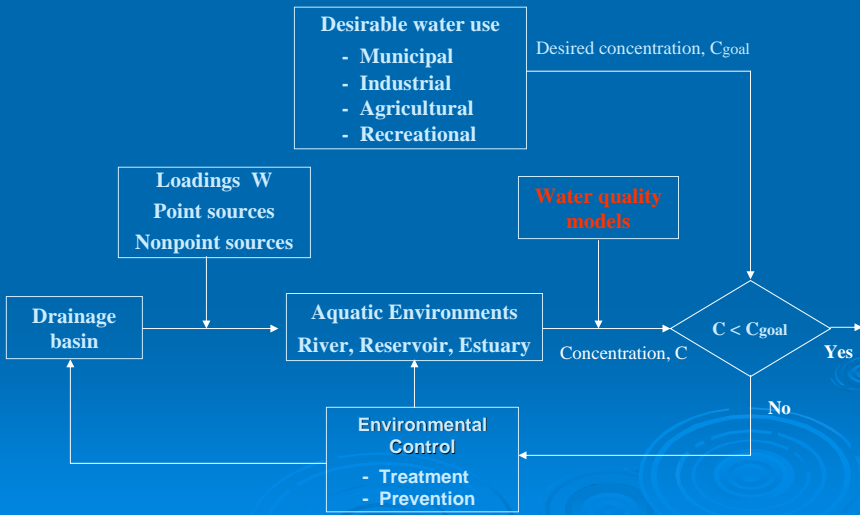 Desirable water use
- Municipal
- Industrial
- Agricultural
- Recreational
Desired concentration, Cgoal
Loadings W
Point sources
Nonpoint sources
Water quality
models
Drainage
basin
Aquatic Environments
River, Reservoir, Estuary
Concentration, C
C < Cgoal
Yes
No
Environmental
Control
- Treatment
- Prevention